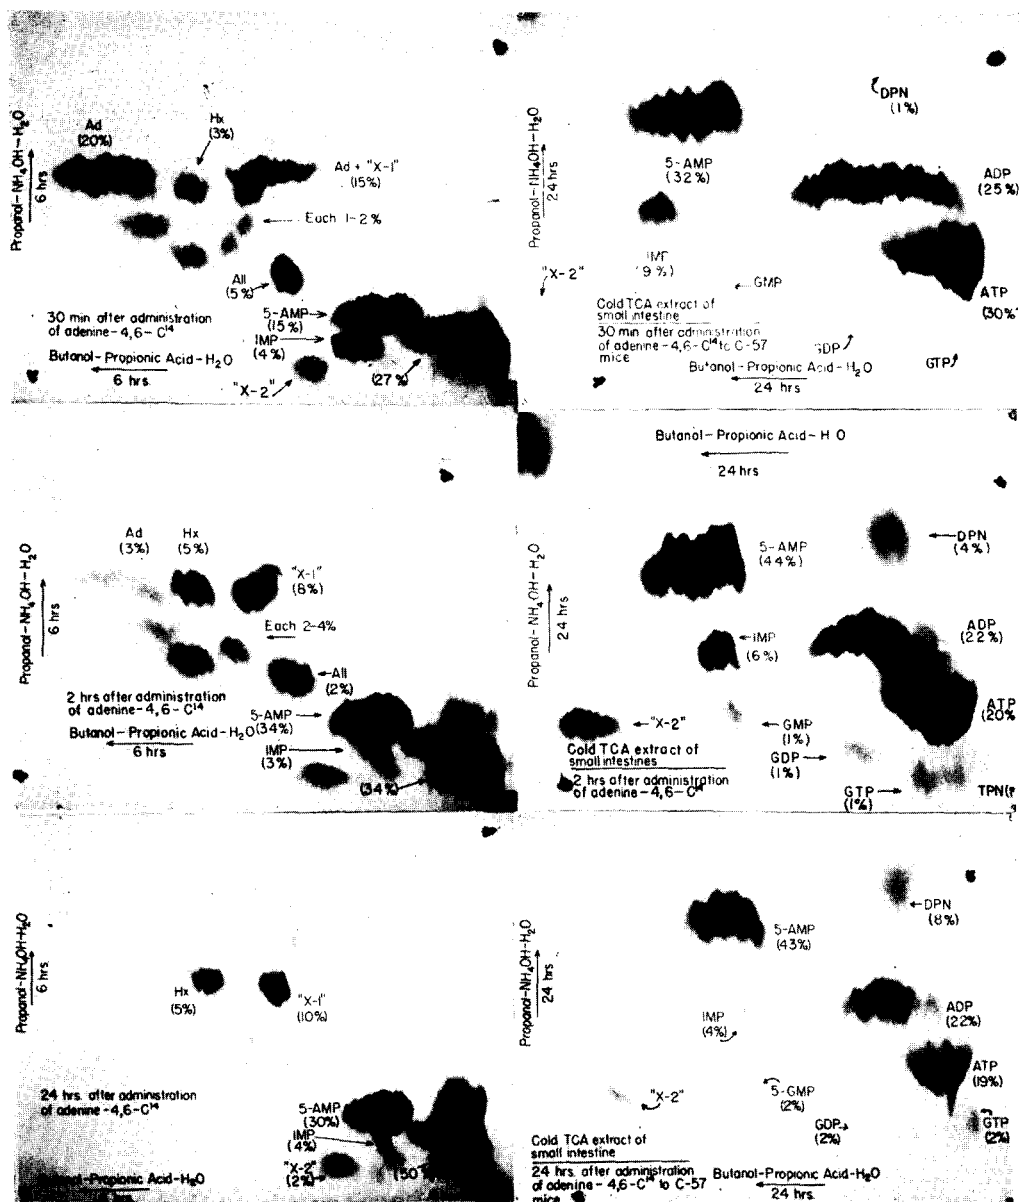 Propanol-NH4OH-H2O
6 hrs
Ad
(20%)
Hx
(3%)
Ad + "X-1"
(15%)
Each 1-2%
All
(5%)
5-AMP
(15%)
IMP
(4%)
"X-2"
(27%)
30 min after administration
of adenine-4,6-C14
Butanol-Propionic Acid-H2O
6 hrs.
Propanol-NH4OH-H2O
24 hrs
DPN
(1%)
5-AMP
(32%)
ADP
(25%)
IMP
(9%)
"X-2"
GMP
ATP
(30%)
Cold TCA extract of
small intestine
30 min. after administration
of adenine-4,6-C14 to C-57
mice
GDP
GTP
Butanol-Propionic Acid-H2O
24 hrs
Propanol-NH4OH-H2O
6 hrs
Ad
(3%)
Hx
(5%)
"X-1"
(8%)
Each 2-4%
All
(2%)
5-AMP
(34%)
IMP
(3%)
(34%)
2 hrs after administration
of adenine-4,6-C14
Butanol-Propionic Acid-H2O
6 hrs
Butanol-Propionic Acid-H O
24 hrs
Propanol-NH4OH-H2O
24 hrs
5-AMP
(44%)
DPN
(4%)
IMP
(6%)
ADP
(22%)
ATP
(20%
"X-2"
GMP
(1%)
GDP
(1%)
GTP
(1%)
TPN(?
Cold TCA extract of
small intestines
2 hrs after administration
of adenine-4,6-C14
Propanol-NH4OH-H2O
6 hrs
Hx
(5%)
"X-1"
(10%)
24 hrs. after administration
of adenine-4,6-C14
5-AMP
(30%)
IMP
(4%)
"X-2"
(2%)
(50%
Butanol-Propionic Acid-H2O
Propanol-NH4OH-H2O
24 hrs
5-AMP
(43%)
DPN
(8%)
IMP
(4%)
ADP
(22%)
ATP
(19%)
"X-2"
5-GMP
(2%)
GDP
(2%)
GTP
(2%)
Cold TCA extract of
small intestine
24 hrs. after administration
of adenine-4,6-C14 to C-57
mice
Butanol-Propionic Acid-H2O
24 hrs